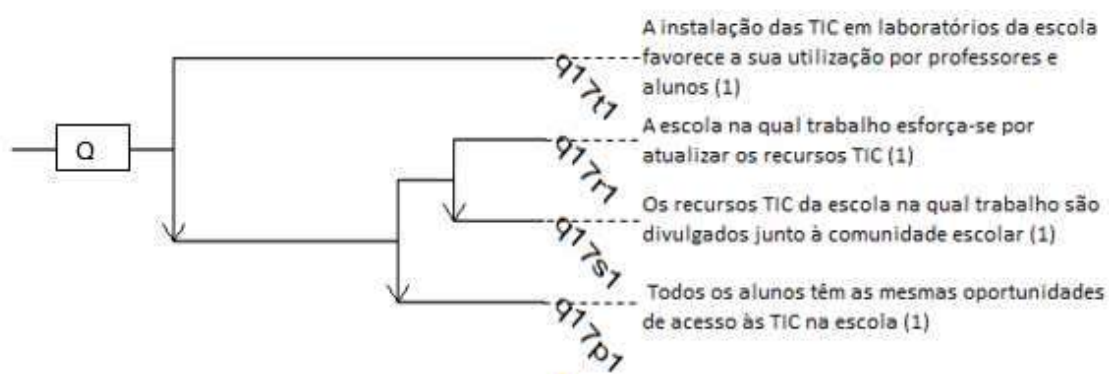 Q
q17t1
A instalação das TIC em laboratórios da escola
favorece a sua utilização por professores e
alunos (1)
q17r1
A escola na qual trabalho esforça-se por
atualizar os recursos TIC (1)
q17s1
Os recursos TIC da escola na qual trabalho são
divulgados junto à comunidade escolar (1)
q17p1
Todos os alunos têm as mesmas oportunidades
de acesso às TIC na escola (1)